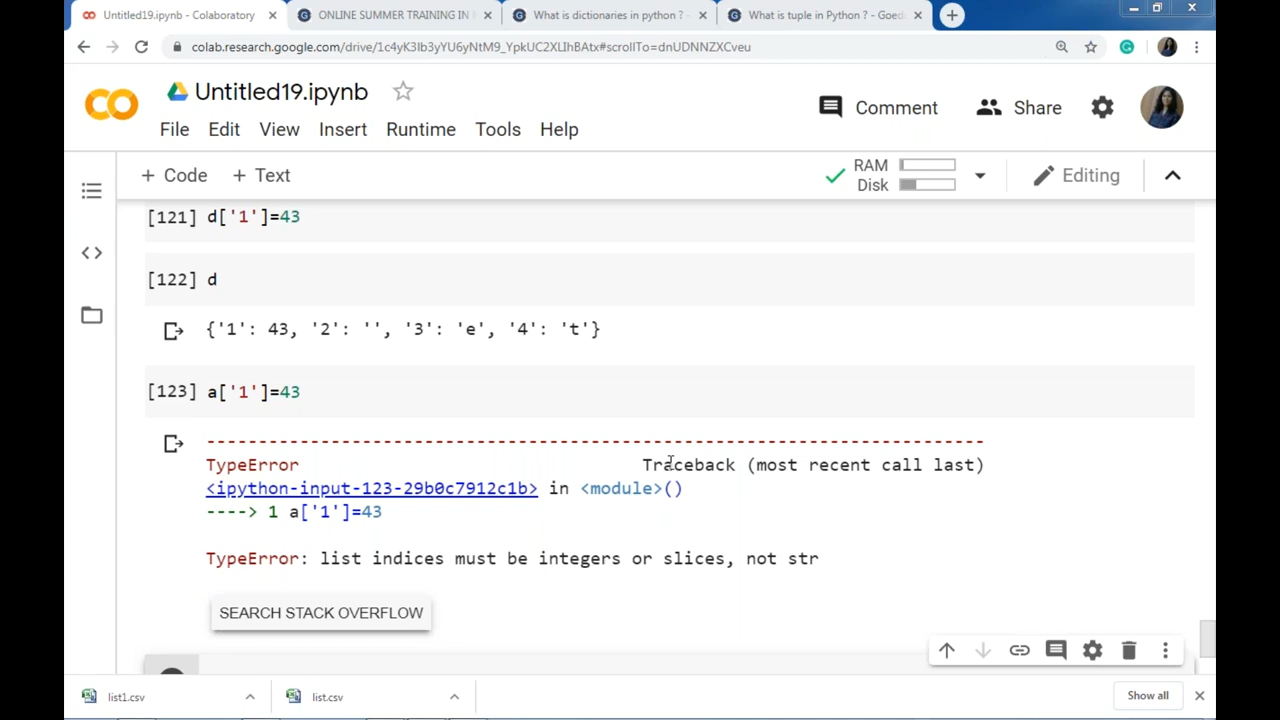 Untitled19.ipynb - Colaboratory
ONLINE SUMMER TRAINING IN
What is dictionaries in python ? -
What is tuple in Python ? - Goed
colab.research.google.com/drive/1c4yK3Ib3yYU6yNtM9_YpkUC2XLIhBAtx#scrollTo=dnUDNNZXCveu
CO
Untitled19.ipynb
Comment
Share
File Edit View Insert Runtime Tools Help
+ Code + Text
RAM
Disk
Editing
[121] d['1']=43
[122] d
{'1': 43, '2': '', '3': 'e', '4': 't'}
[123] a['1']=43
---------------------------------------------------------------------------
TypeError Traceback (most recent call last)
<ipython-input-123-29b0c7912c1b> in <module>()
----> 1 a['1']=43
TypeError: list indices must be integers or slices, not str
SEARCH STACK OVERFLOW
list1.csv
list.csv
Show all